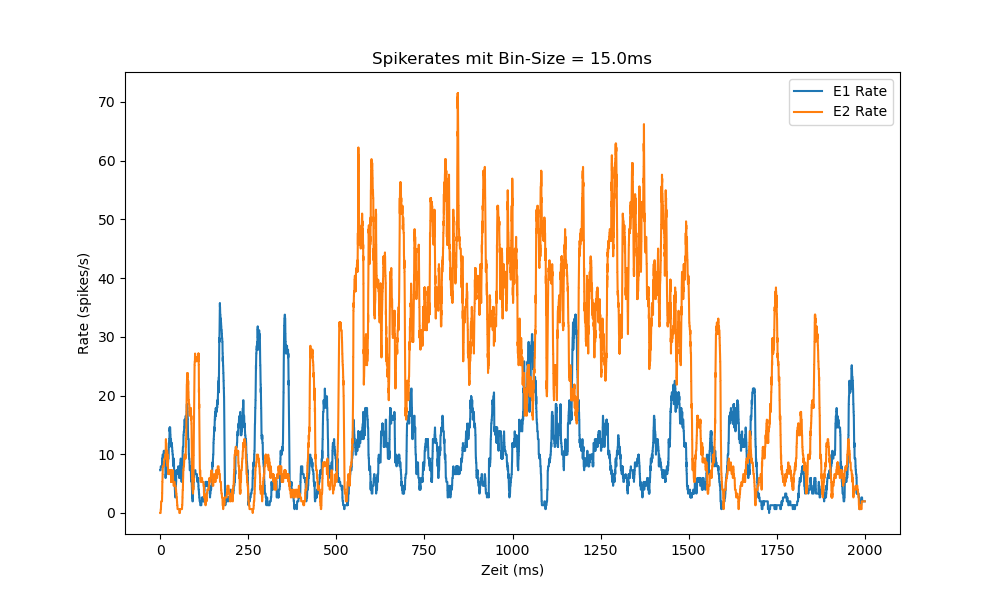 Spikerates mit Bin-Size = 15.0ms
E1 Rate
E2 Rate
70
60
50
40
30
20
10
0
Rate (spikes/s)
0 250 500 750 1000 1250 1500 1750 2000
Zeit (ms)